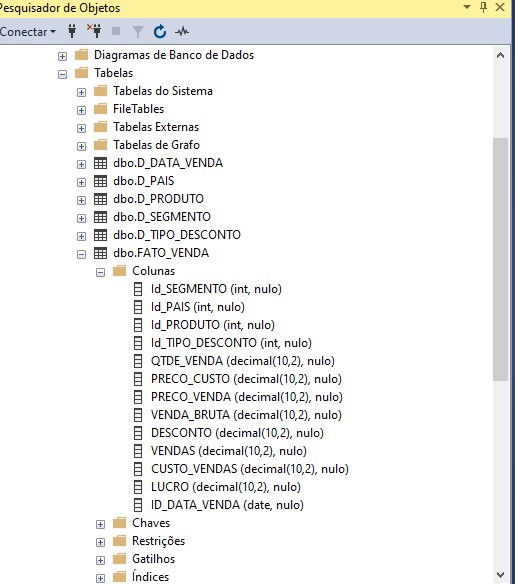 Pesquisador de Objetos
Conectar
Diagramas de Banco de Dados
Tabelas
Tabelas do Sistema
FileTables
Tabelas Externas
Tabelas de Grafo
dbo.D_DATA_VENDA
dbo.D_PAIS
dbo.D_PRODUTO
dbo.D_SEGMENTO
dbo.D_TIPO_DESCONTO
dbo.FATO_VENDA
Colunas
Id_SEGMENTO (int, nulo)
Id_PAIS (int, nulo)
Id_PRODUTO (int, nulo)
Id_TIPO_DESCONTO (int, nulo)
QTDE_VENDA (decimal(10,2), nulo)
PRECO_CUSTO (decimal(10,2), nulo)
PRECO_VENDA (decimal(10,2), nulo)
VENDA_BRUTA (decimal(10,2), nulo)
DESCONTO (decimal(10,2), nulo)
VENDAS (decimal(10,2), nulo)
CUSTO_VENDAS (decimal(10,2), nulo)
LUCRO (decimal(10,2), nulo)
ID_DATA_VENDA (date, nulo)
Chaves
Restrições
Gatilhos
Índices